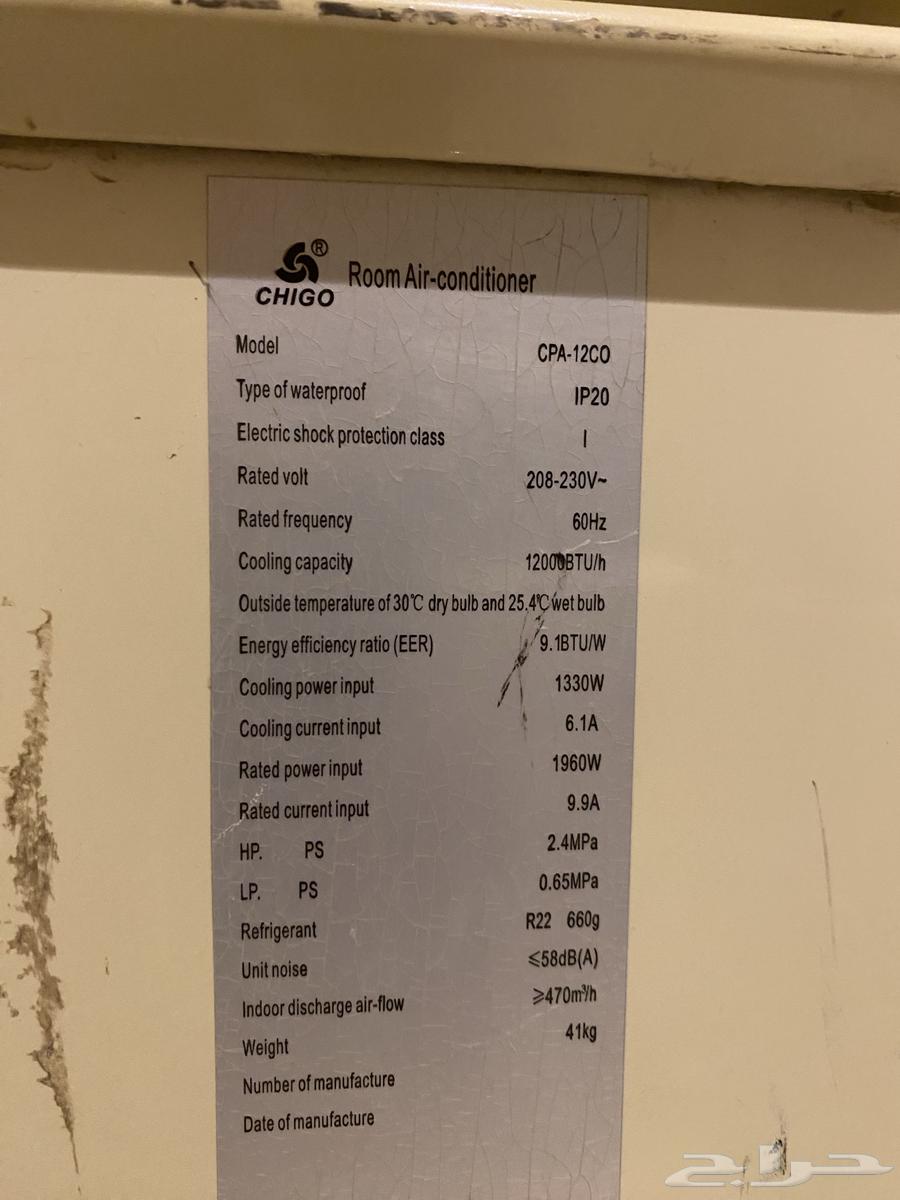 ® 
CHIGO Room Air-conditioner
Model CPA-12CO
Type of waterproof IP20
Electric shock protection class I
Rated volt 208-230V~
Rated frequency 60Hz
Cooling capacity 12000BTU/h
Outside temperature of 30℃ dry bulb and 25.4℃ wet bulb
Energy efficiency ratio (EER) 9.1BTU/W
Cooling power input 1330W
Cooling current input 6.1A
Rated power input 1960W
Rated current input 9.9A
HP. PS 2.4MPa
LP. PS 0.65MPa
Refrigerant R22 660g
Unit noise ≤58dB(A)
Indoor discharge air-flow ≥470m³/h
Weight 41kg
Number of manufacture
Date of manufacture
حراج